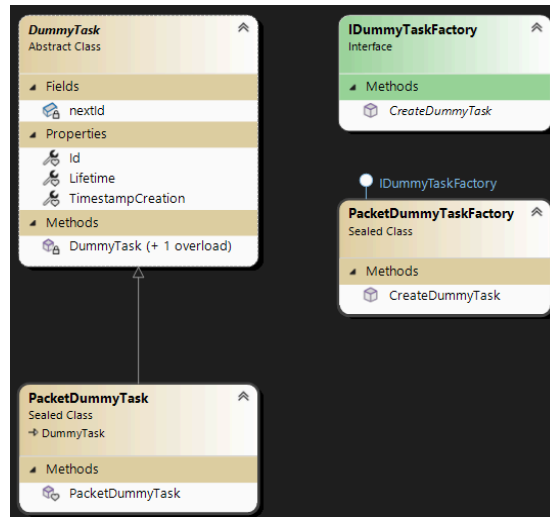 DummyTask
Abstract Class
Fields
nextId
Properties
Id
Lifetime
TimestampCreation
Methods
DummyTask (+ 1 overload)
IDummyTaskFactory
Interface
Methods
CreateDummyTask
IDummyTaskFactory
PacketDummyTaskFactory
Sealed Class
Methods
CreateDummyTask
PacketDummyTask
Sealed Class
DummyTask
Methods
PacketDummyTask